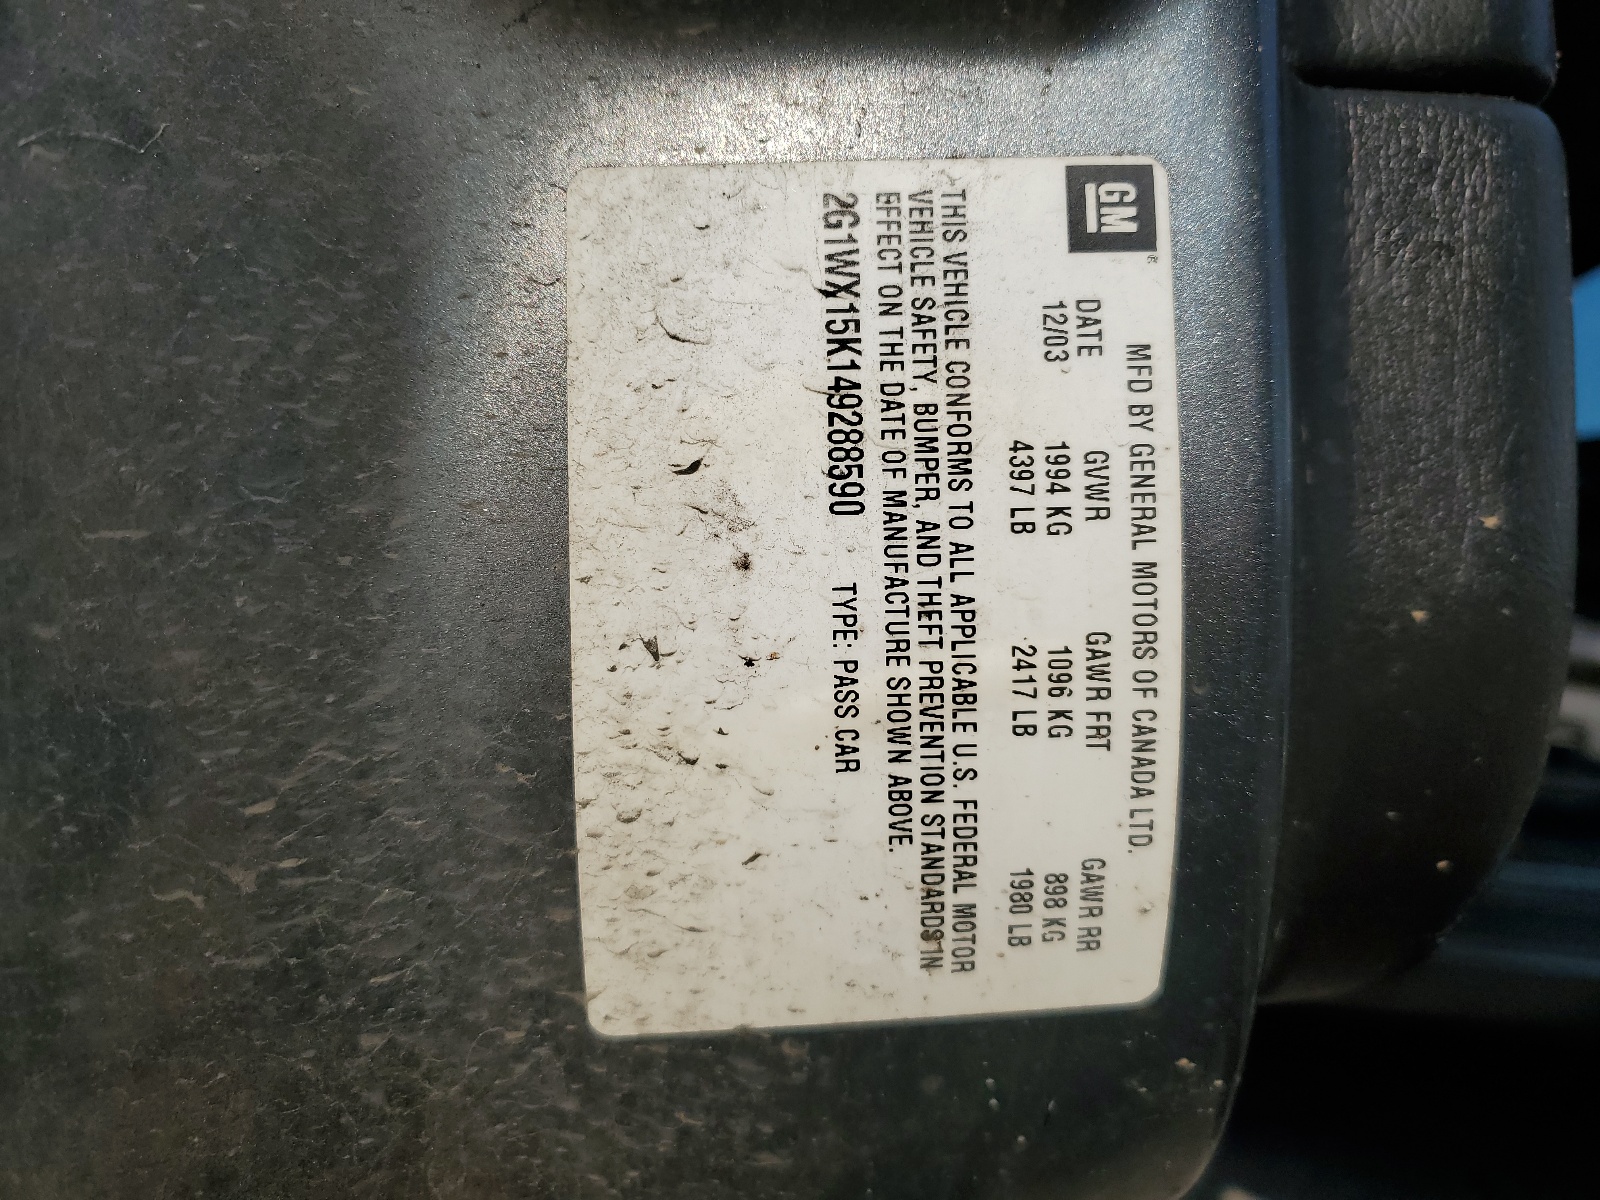 GM®
MFD BY GENERAL MOTORS OF CANADA LTD.
DATE GVWR GAWR FRT GAWR RR
12/03 1994 KG 1096 KG 898 KG
4397 LB 2417 LB 1980 LB
THIS VEHICLE CONFORMS TO ALL APPLICABLE U.S. FEDERAL MOTOR
VEHICLE SAFETY, BUMPER, AND THEFT PREVENTION STANDARDS IN
EFFECT ON THE DATE OF MANUFACTURE SHOWN ABOVE.
2G1WX15K149288590 TYPE: PASS CAR